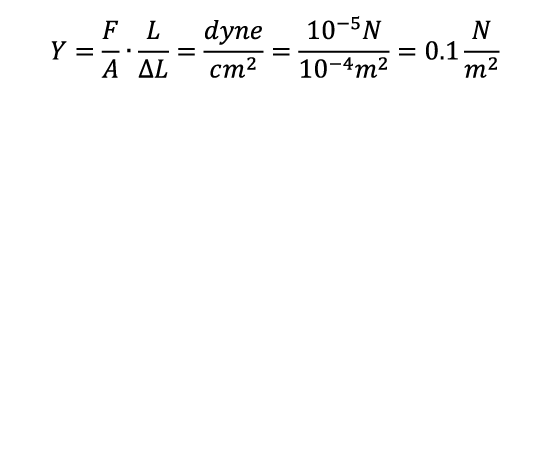 Y = F/A · L/ΔL = dyne/cm² = 10⁻⁵N/10⁻⁴m² = 0.1 N/m²